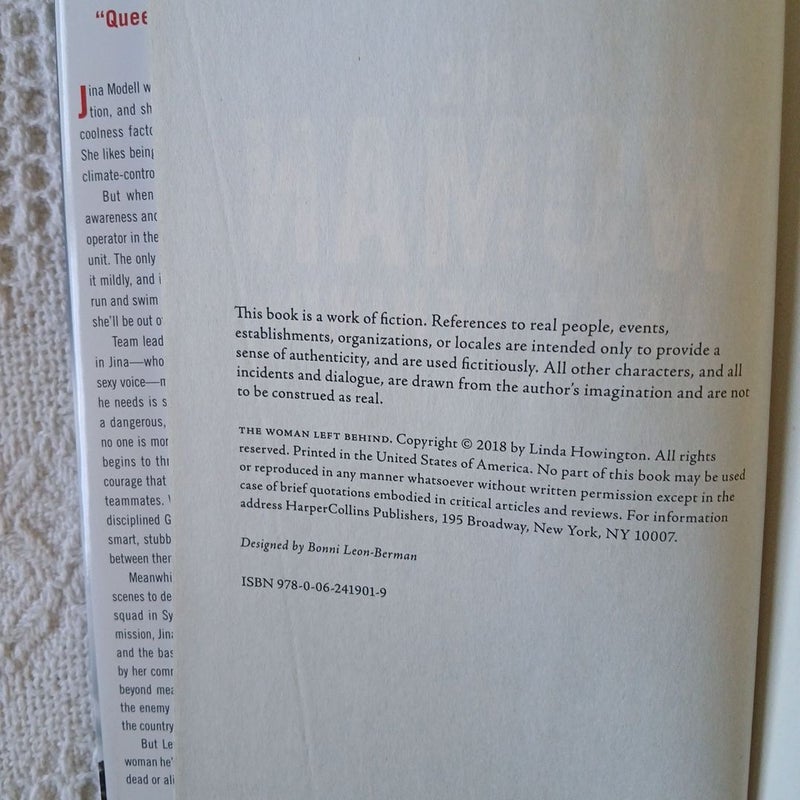 “Quee
Jina Modell w
tion, and sh
coolness facto
She likes being
climate-contro
But when
awareness and
operator in the
unit. The only
it mildly, and i
run and swim
she'll be out o
Team lead
in Jina—who
sexy voice—n
he needs is s
a dangerous,
no one is mor
begins to thr
courage that
teammates.
disciplined G
smart, stubb
between ther
Meanwhi
scenes to de
squad in Sy
mission, Jina
and the bas
by her comr
beyond mea
the enemy
the country
But Le
woman he'
dead or ali
WOMAN
This book is a work of fiction. References to real people, events,
establishments, organizations, or locales are intended only to provide a
sense of authenticity, and are used fictitiously. All other characters, and all
incidents and dialogue, are drawn from the author's imagination and are not
to be construed as real.
THE WOMAN LEFT BEHIND. Copyright © 2018 by Linda Howington. All rights
reserved. Printed in the United States of America. No part of this book may be used
or reproduced in any manner whatsoever without written permission except in the
case of brief quotations embodied in critical articles and reviews. For information
address HarperCollins Publishers, 195 Broadway, New York, NY 10007.
Designed by Bonni Leon-Berman
ISBN 978-0-06-241901-9